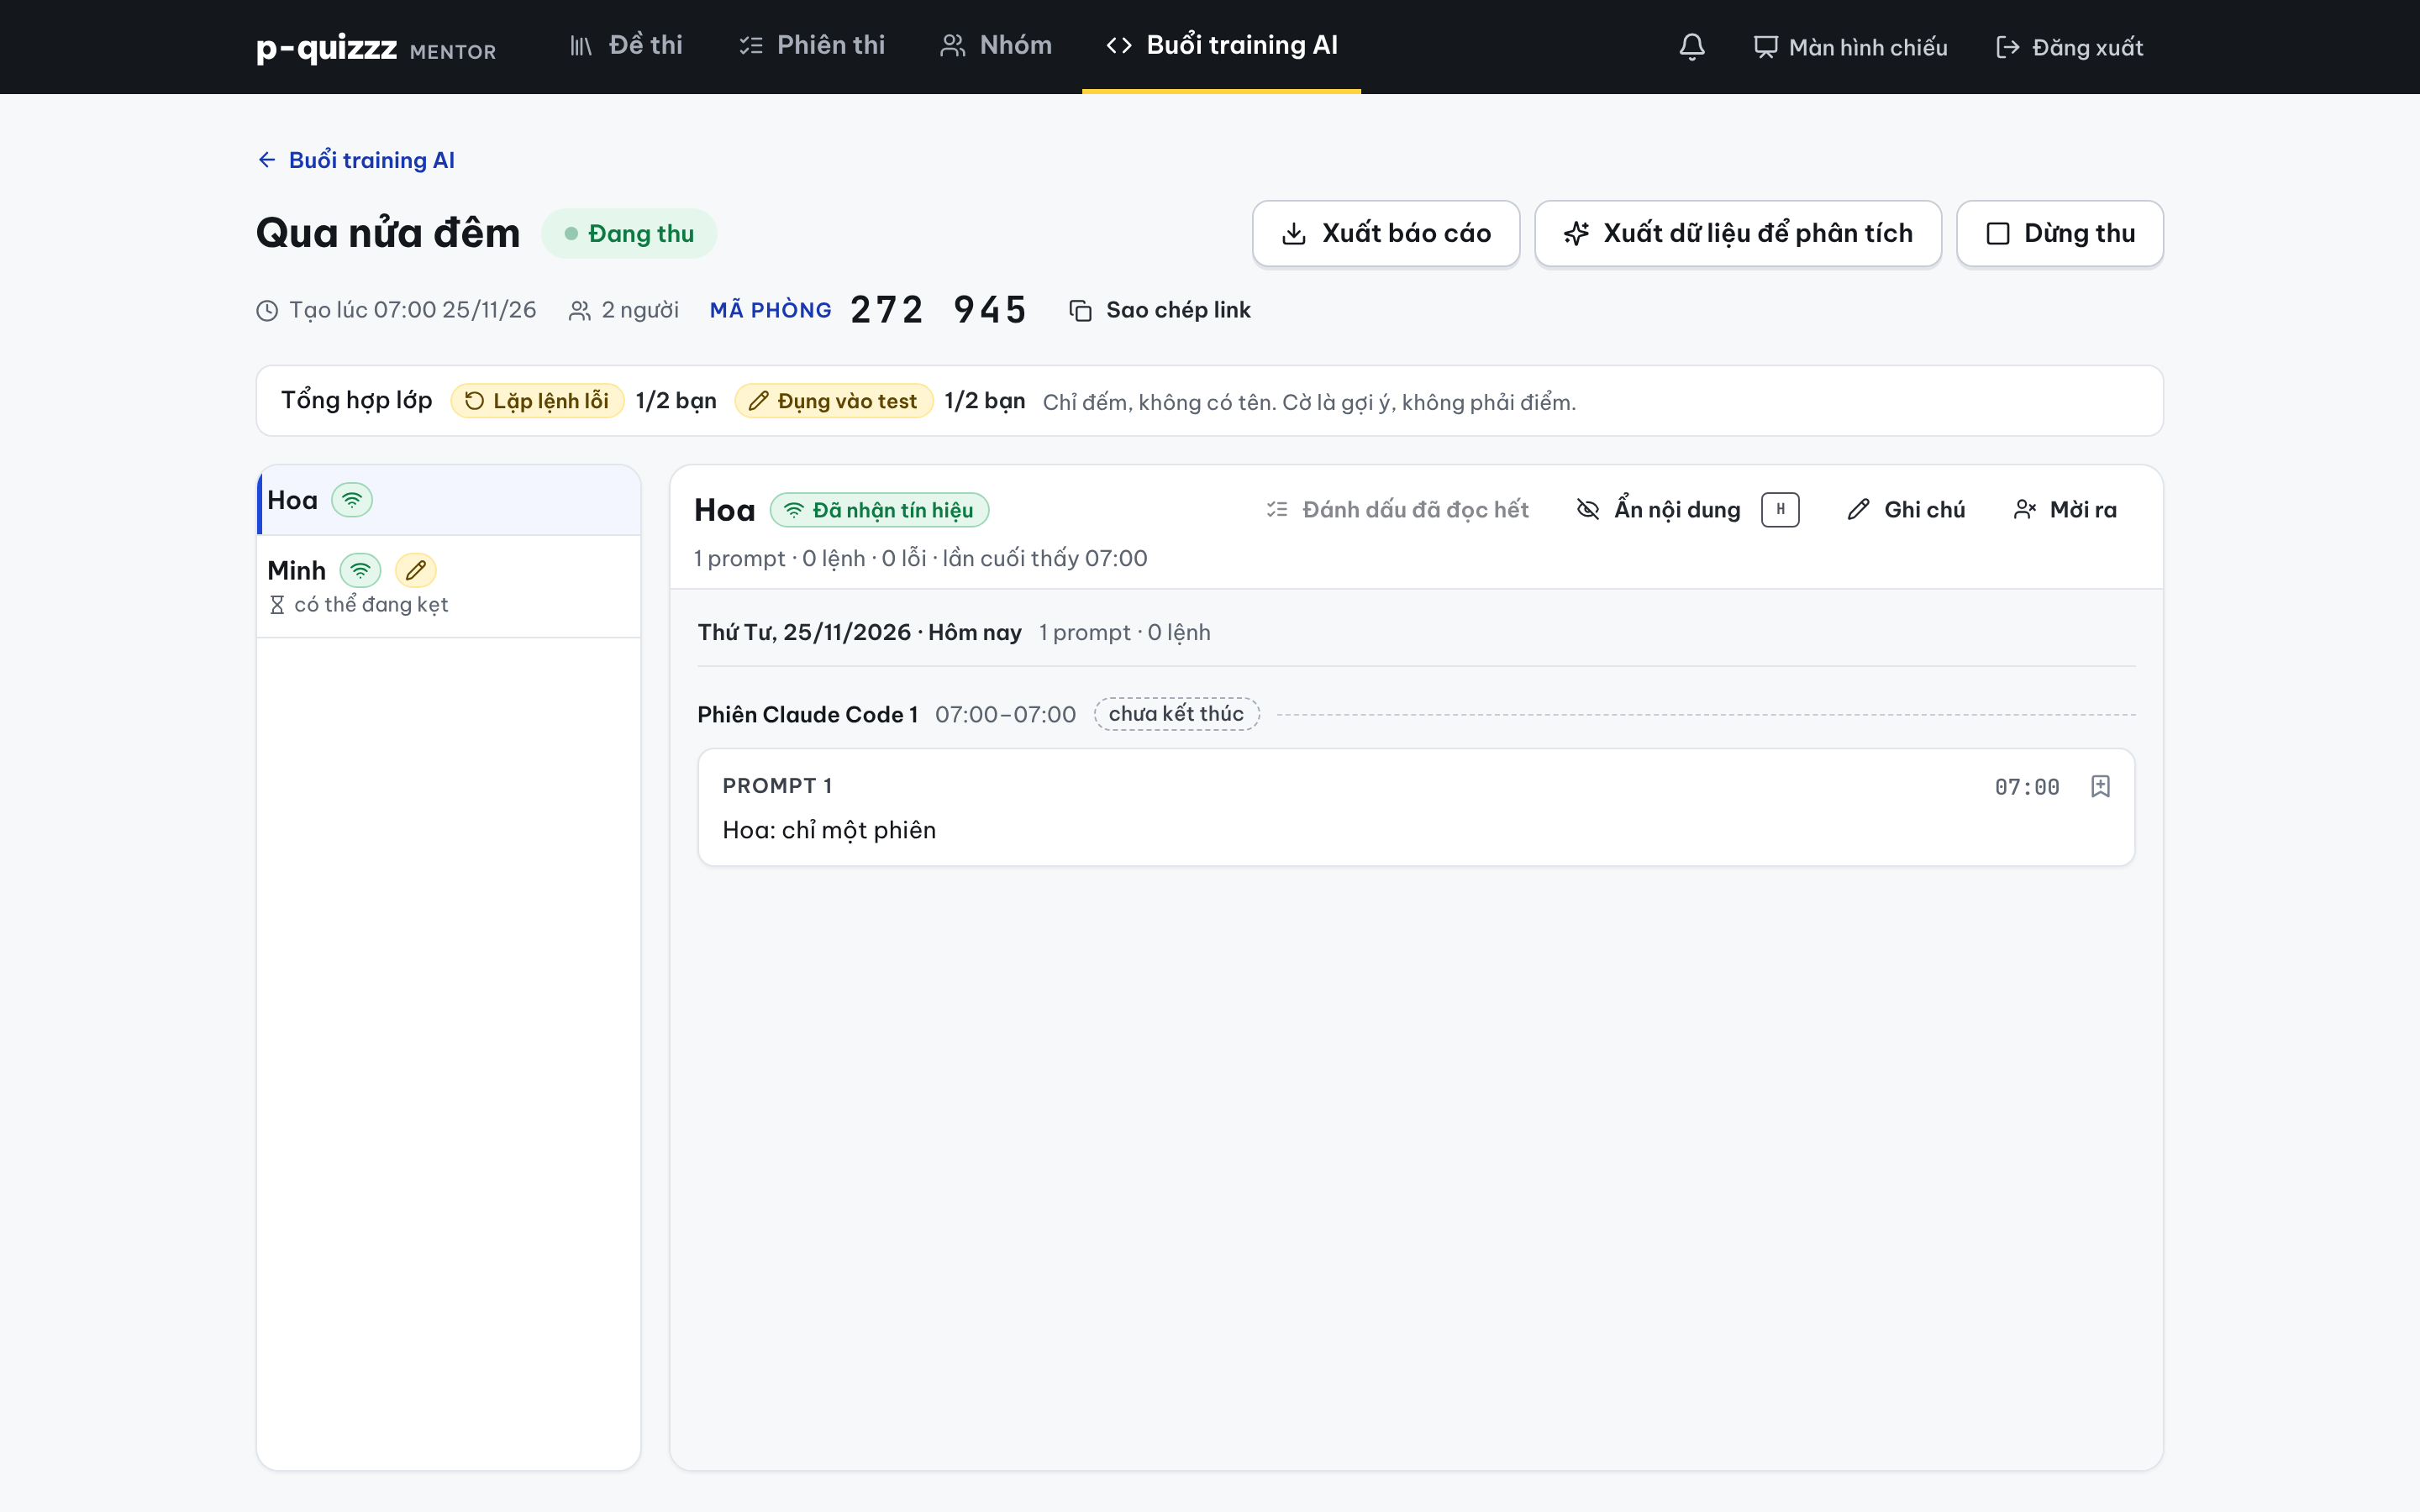 p-quizzz MENTOR Đề thi Phiên thi Nhóm Buổi training AI Màn hình chiếu Đăng xuất
Buổi training AI
Qua nửa đêm Đang thu Xuất báo cáo Xuất dữ liệu để phân tích Dừng thu
Tạo lúc 07:00 25/11/26 2 người MÃ PHÒNG 272 945 Sao chép link
Tổng hợp lớp Lặp lệnh lỗi 1/2 bạn Đụng vào test 1/2 bạn Chỉ đếm, không có tên. Cờ là gợi ý, không phải điểm.
Hoa
Minh
có thể đang kẹt
Hoa Đã nhận tín hiệu Đánh dấu đã đọc hết Ẩn nội dung H Ghi chú Mời ra
1 prompt · 0 lệnh · 0 lỗi · lần cuối thấy 07:00
Thứ Tư, 25/11/2026 · Hôm nay 1 prompt · 0 lệnh
Phiên Claude Code 1 07:00–07:00 chưa kết thúc
PROMPT 1 07:00
Hoa: chỉ một phiên